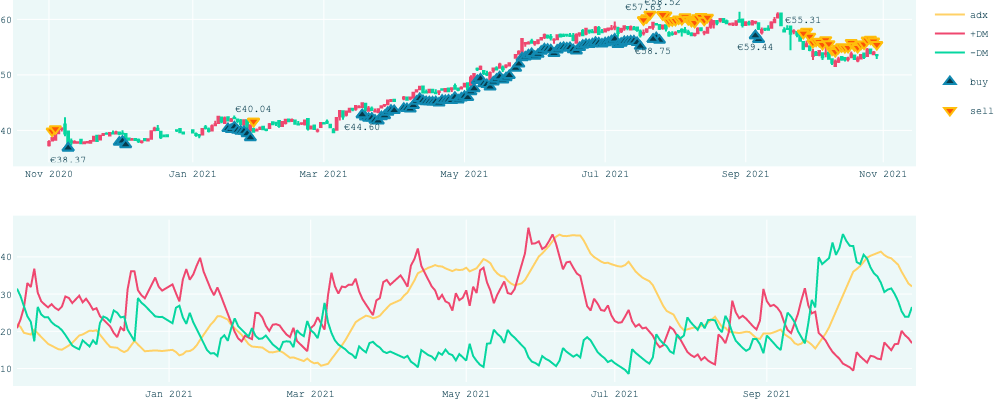 €58.52
€57.63
60
€55.31
adx
+DM
€59.44
€58.75
-DM
50
buy
€40.04
sell
40
€44.60
€38.37
Nov 2020 Jan 2021 Mar 2021 May 2021 Jul 2021 Sep 2021 Nov 2021
40
30
20
10
Jan 2021 Mar 2021 May 2021 Jul 2021 Sep 2021